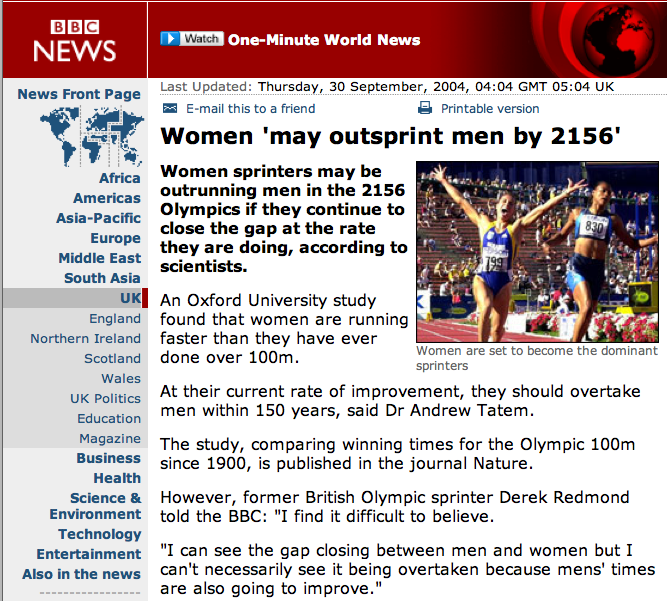 BBC
NEWS
Watch One-Minute World News
News Front Page
Africa
Americas
Asia-Pacific
Europe
Middle East
South Asia
UK
England
Northern Ireland
Scotland
Wales
UK Politics
Education
Magazine
Business
Health
Science &
Environment
Technology
Entertainment
Also in the news
Last Updated: Thursday, 30 September, 2004, 04:04 GMT 05:04 UK
E-mail this to a friend
Printable version
Women 'may outsprint men by 2156'
Women sprinters may be
outrunning men in the 2156
Olympics if they continue to
close the gap at the rate
they are doing, according to
scientists.
799
830
Women are set to become the dominant
sprinters
An Oxford University study
found that women are running
faster than they have ever
done over 100m.
At their current rate of improvement, they should overtake
men within 150 years, said Dr Andrew Tatem.
The study, comparing winning times for the Olympic 100m
since 1900, is published in the journal Nature.
However, former British Olympic sprinter Derek Redmond
told the BBC: "I find it difficult to believe.
"I can see the gap closing between men and women but I
can't necessarily see it being overtaken because mens' times
are also going to improve."